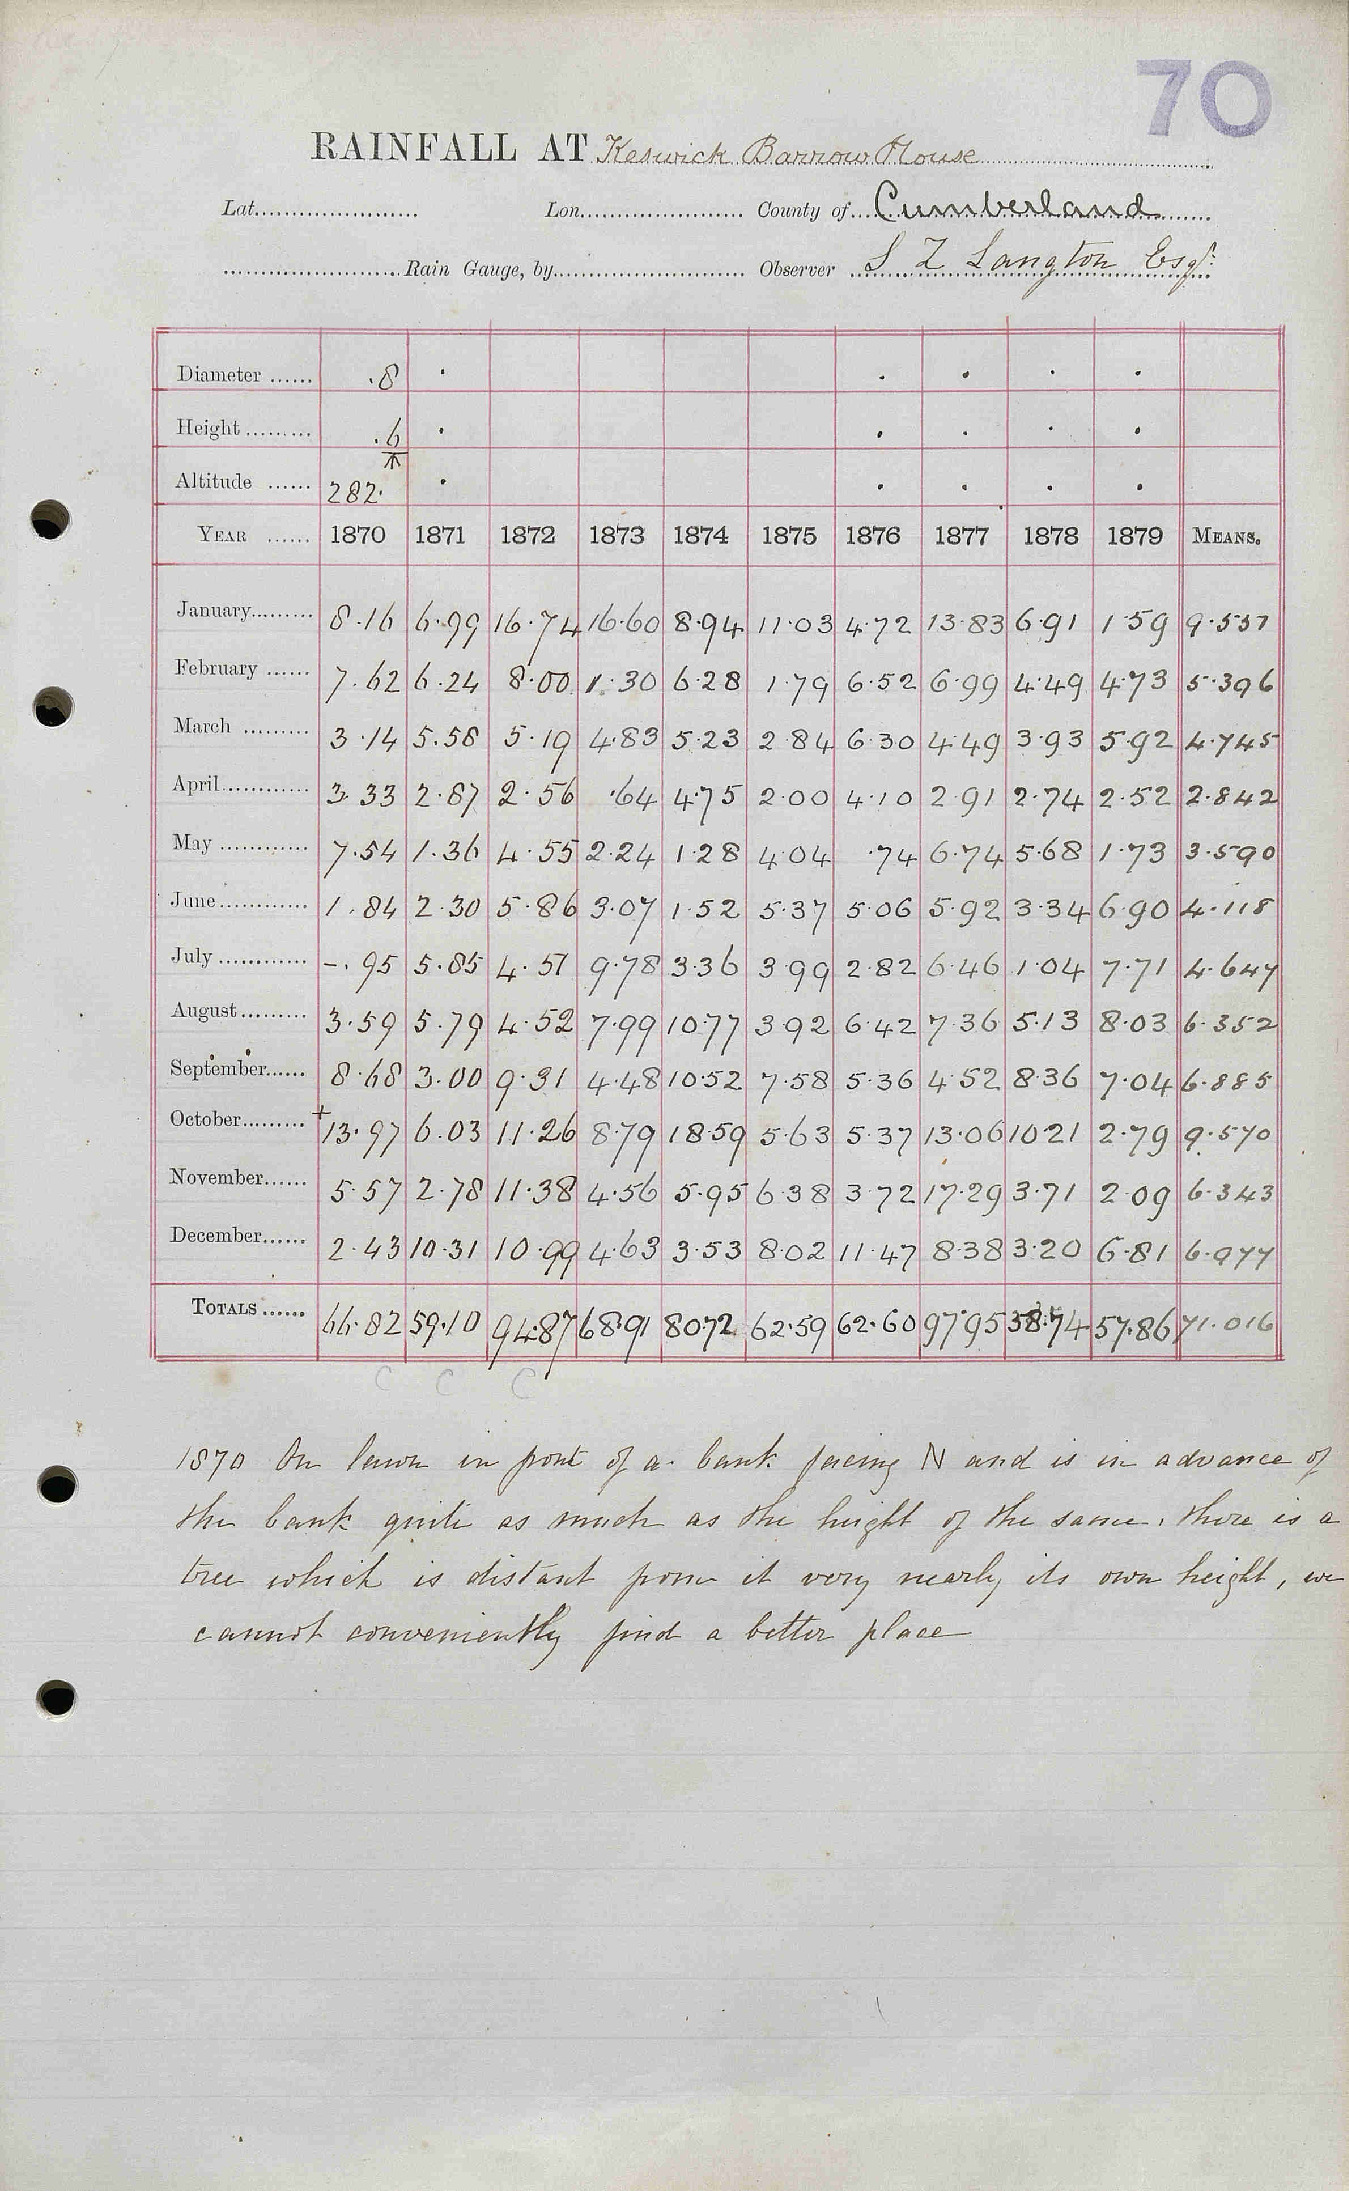 70
RAINFALL AT Keswick Barrow House
Lat. Lon. County of Cumberland
Rain Gauge, by Observer S Z Langton Esqr.
Diameter ...... .8 · · · · ·
Height ......... .6 · · · · ·
Altitude ...... 282· · · · · ·
YEAR ...... 1870 1871 1872 1873 1874 1875 1876 1877 1878 1879 MEANS.
January......... 8.16 6.99 16.74 16.60 8.94 11.03 4.72 13.83 6.91 1.59 9.557
February ...... 7.62 6.24 8.00 1.30 6.28 1.79 6.52 6.99 4.49 4.73 5.396
March ......... 3.14 5.58 5.19 4.83 5.23 2.84 6.30 4.49 3.93 5.92 4.745
April............ 3.33 2.87 2.56 .64 4.75 2.00 4.10 2.91 2.74 2.52 2.842
May ............ 7.54 1.36 4.55 2.24 1.28 4.04 .74 6.74 5.68 1.73 3.590
June............ 1.84 2.30 5.86 3.07 1.52 5.37 5.06 5.92 3.34 6.90 4.118
July ............ -.95 5.85 4.51 9.78 3.36 3.99 2.82 6.46 1.04 7.71 4.647
August......... 3.59 5.79 4.52 7.99 10.77 3.92 6.42 7.36 5.13 8.03 6.352
September...... 8.68 3.00 9.31 4.48 10.52 7.58 5.36 4.52 8.36 7.04 6.885
October......... +13.97 6.03 11.26 8.79 18.59 5.63 5.37 13.06 10.21 2.79 9.570
November...... 5.57 2.78 11.38 4.56 5.95 6.38 3.72 17.29 3.71 2.09 6.343
December...... 2.43 10.31 10.99 4.63 3.53 8.02 11.47 8.38 3.20 6.81 6.977
TOTALS ...... 66.82 59.10 94.87 68.91 80.72 62.59 62.60 97.95 58.74 57.86 71.016
C C C
1870 On lawn in front of a bank facing N and is in advance of
the bank quite as much as the height of the same. there is a
tree which is distant from it very nearly its own height, we
cannot conveniently find a better place